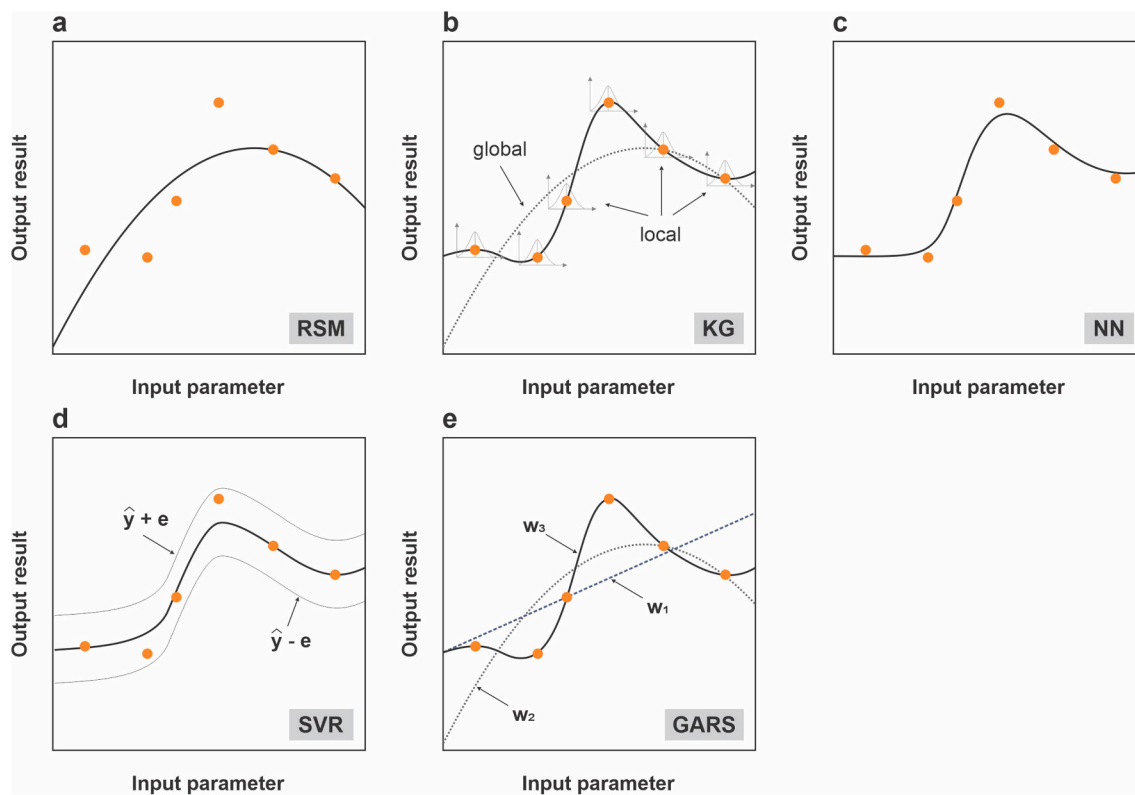 a
Output result
RSM
Input parameter
b
Output result
global
local
KG
Input parameter
c
Output result
NN
Input parameter
d
Output result
ŷ + e
ŷ - e
SVR
Input parameter
e
Output result
w₃
w₁
w₂
GARS
Input parameter